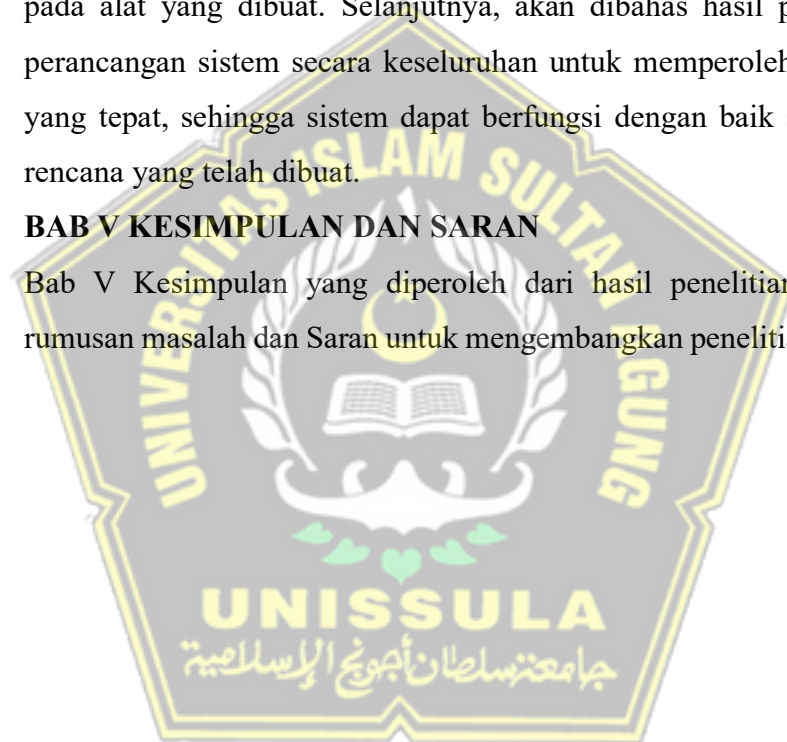 pada alat yang dibuat. Selanjutnya, akan dibahas hasil p
perancangan sistem secara keseluruhan untuk memperoleh
yang tepat, sehingga sistem dapat berfungsi dengan baik
rencana yang telah dibuat.
BAB V KESIMPULAN DAN SARAN
Bab V Kesimpulan yang diperoleh dari hasil penelitian
rumusan masalah dan Saran untuk mengembangkan peneliti
UNIVERSITAS ISLAM SULTAN AGUNG
UNISSULA
جامعة سلطان أجونج الإسلامية